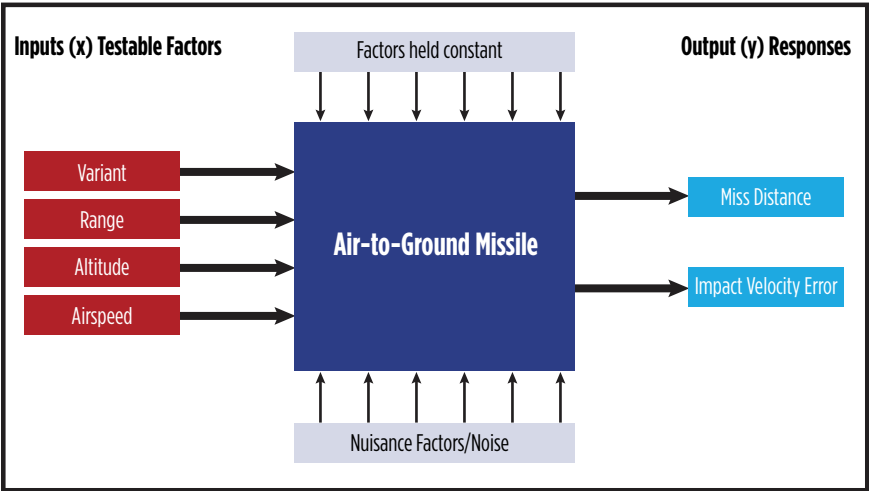 Inputs (x) Testable Factors
Factors held constant
Output (y) Responses
Variant
Range
Altitude
Airspeed
Air-to-Ground Missile
Miss Distance
Impact Velocity Error
Nuisance Factors/Noise